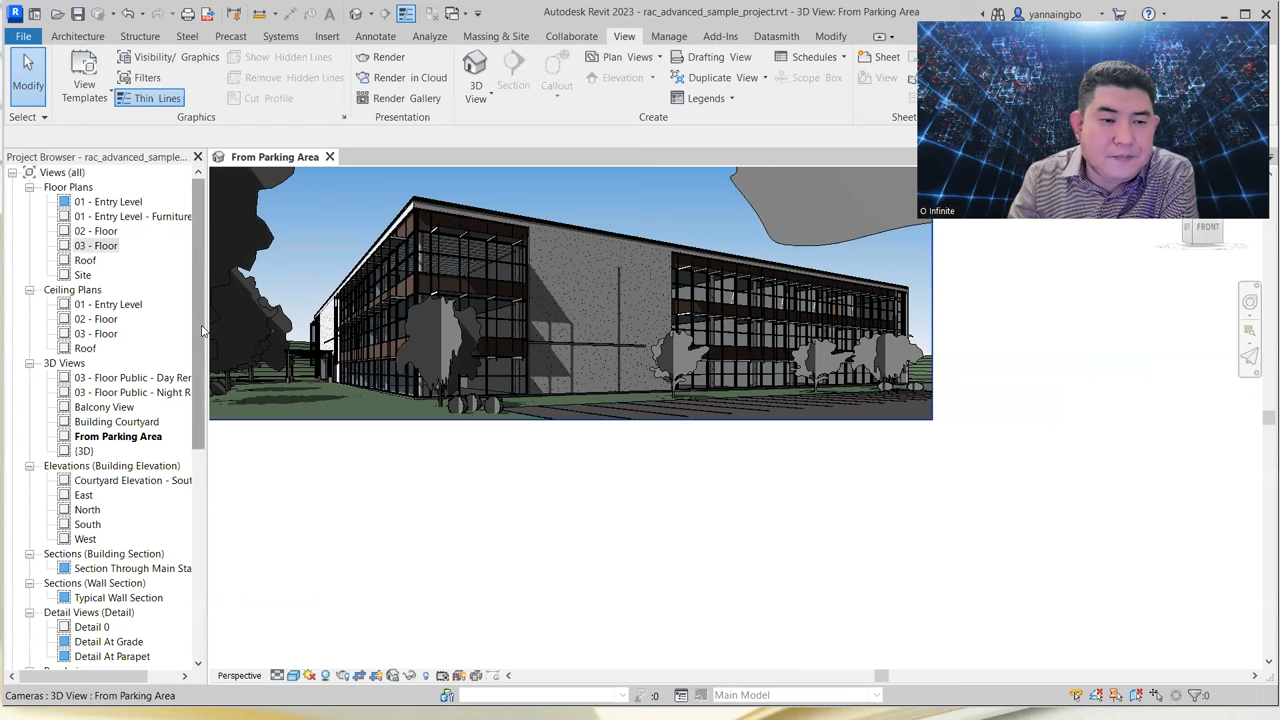 Autodesk Revit 2023 - rac_advanced_sample_project.rvt - 3D View: From Parking Area
yannaingbo
File
Architecture
Structure
Steel
Precast
Systems
Insert
Annotate
Analyze
Massing & Site
Collaborate
View
Manage
Add-Ins
Datasmith
Modify
Modify
View
Templates
Visibility/ Graphics
Filters
Thin Lines
Show Hidden Lines
Remove Hidden Lines
Cut Profile
Render
Render in Cloud
Render Gallery
3D
View
Section
Callout
Plan Views
Elevation
Drafting View
Duplicate View
Legends
Schedules
Scope Box
Sheet
View
Select
Graphics
Presentation
Create
Project Browser - rac_advanced_sample...
From Parking Area
O Infinite
FRONT
Views (all)
Floor Plans
01 - Entry Level
01 - Entry Level - Furniture
02 - Floor
03 - Floor
Roof
Site
Ceiling Plans
01 - Entry Level
02 - Floor
03 - Floor
Roof
3D Views
03 - Floor Public - Day Rer
03 - Floor Public - Night R
Balcony View
Building Courtyard
From Parking Area
{3D}
Elevations (Building Elevation)
Courtyard Elevation - Sout
East
North
South
West
Sections (Building Section)
Section Through Main Sta
Sections (Wall Section)
Typical Wall Section
Detail Views (Detail)
Detail 0
Detail At Grade
Detail At Parapet
Perspective
Cameras : 3D View : From Parking Area
:0
Main Model
:0